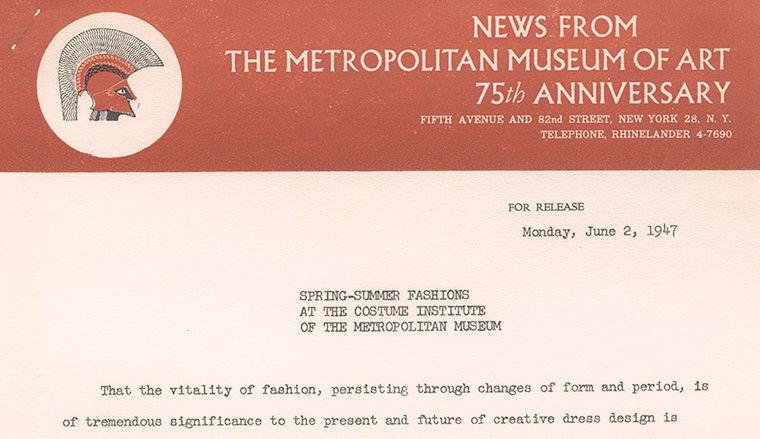 NEWS FROM
THE METROPOLITAN MUSEUM OF ART
75th ANNIVERSARY
FIFTH AVENUE AND 82nd STREET, NEW YORK 28, N. Y.
TELEPHONE, RHINELANDER 4-7690
FOR RELEASE
Monday, June 2, 1947
SPRING-SUMMER FASHIONS
AT THE COSTUME INSTITUTE
OF THE METROPOLITAN MUSEUM
That the vitality of fashion, persisting through changes of form and period, is
of tremendous significance to the present and future of creative dress design is